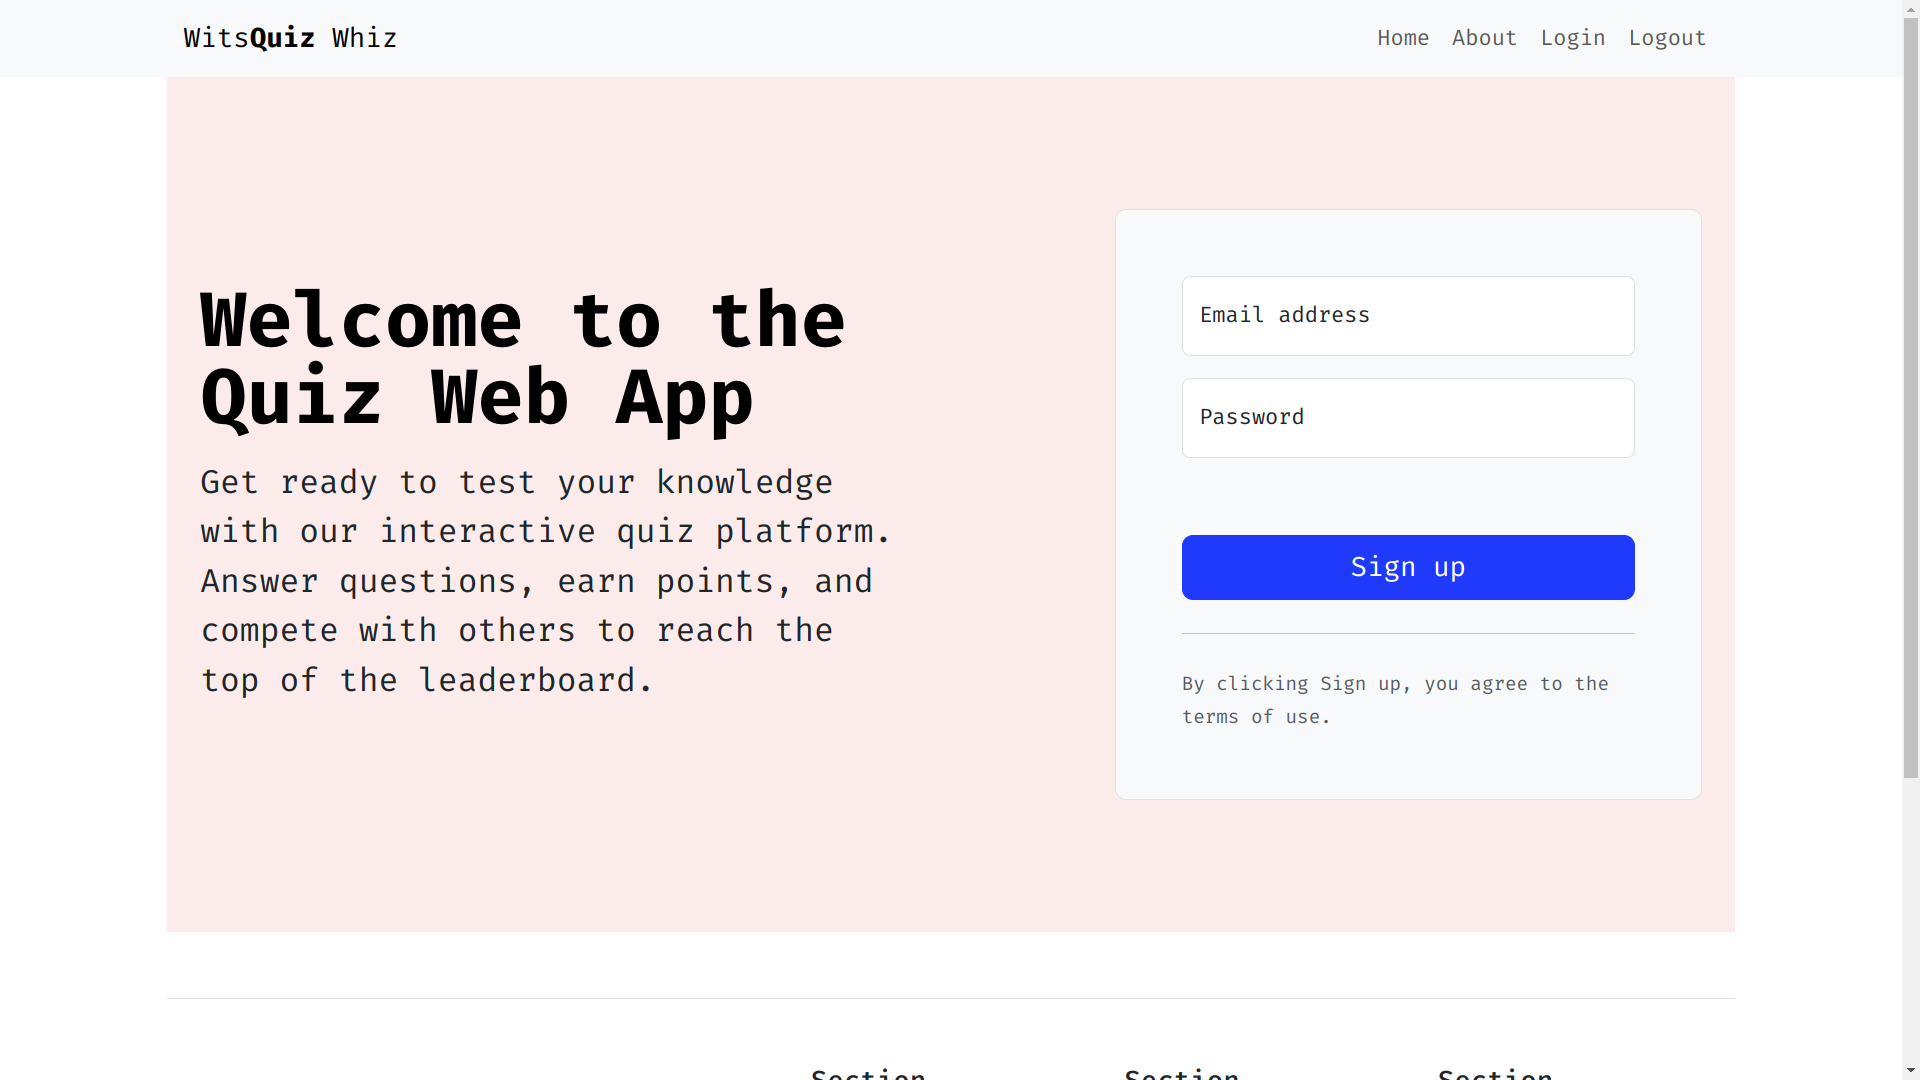 WitsQuiz Whiz
Home About Login Logout
Welcome to the
Quiz Web App
Get ready to test your knowledge
with our interactive quiz platform.
Answer questions, earn points, and
compete with others to reach the
top of the leaderboard.
Email address
Password
Sign up
By clicking Sign up, you agree to the
terms of use.
Section Section Section